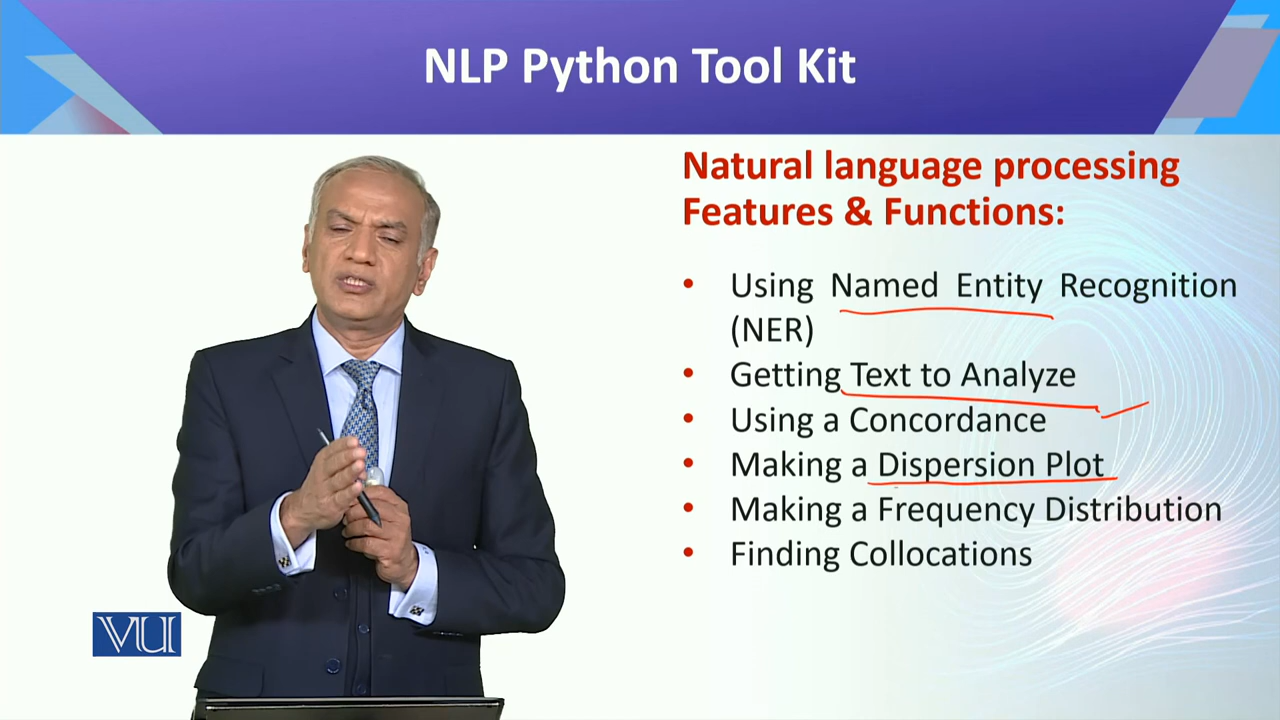 NLP Python Tool Kit
Natural language processing
Features & Functions:
• Using Named Entity Recognition
(NER)
• Getting Text to Analyze
• Using a Concordance
• Making a Dispersion Plot
• Making a Frequency Distribution
• Finding Collocations
VU